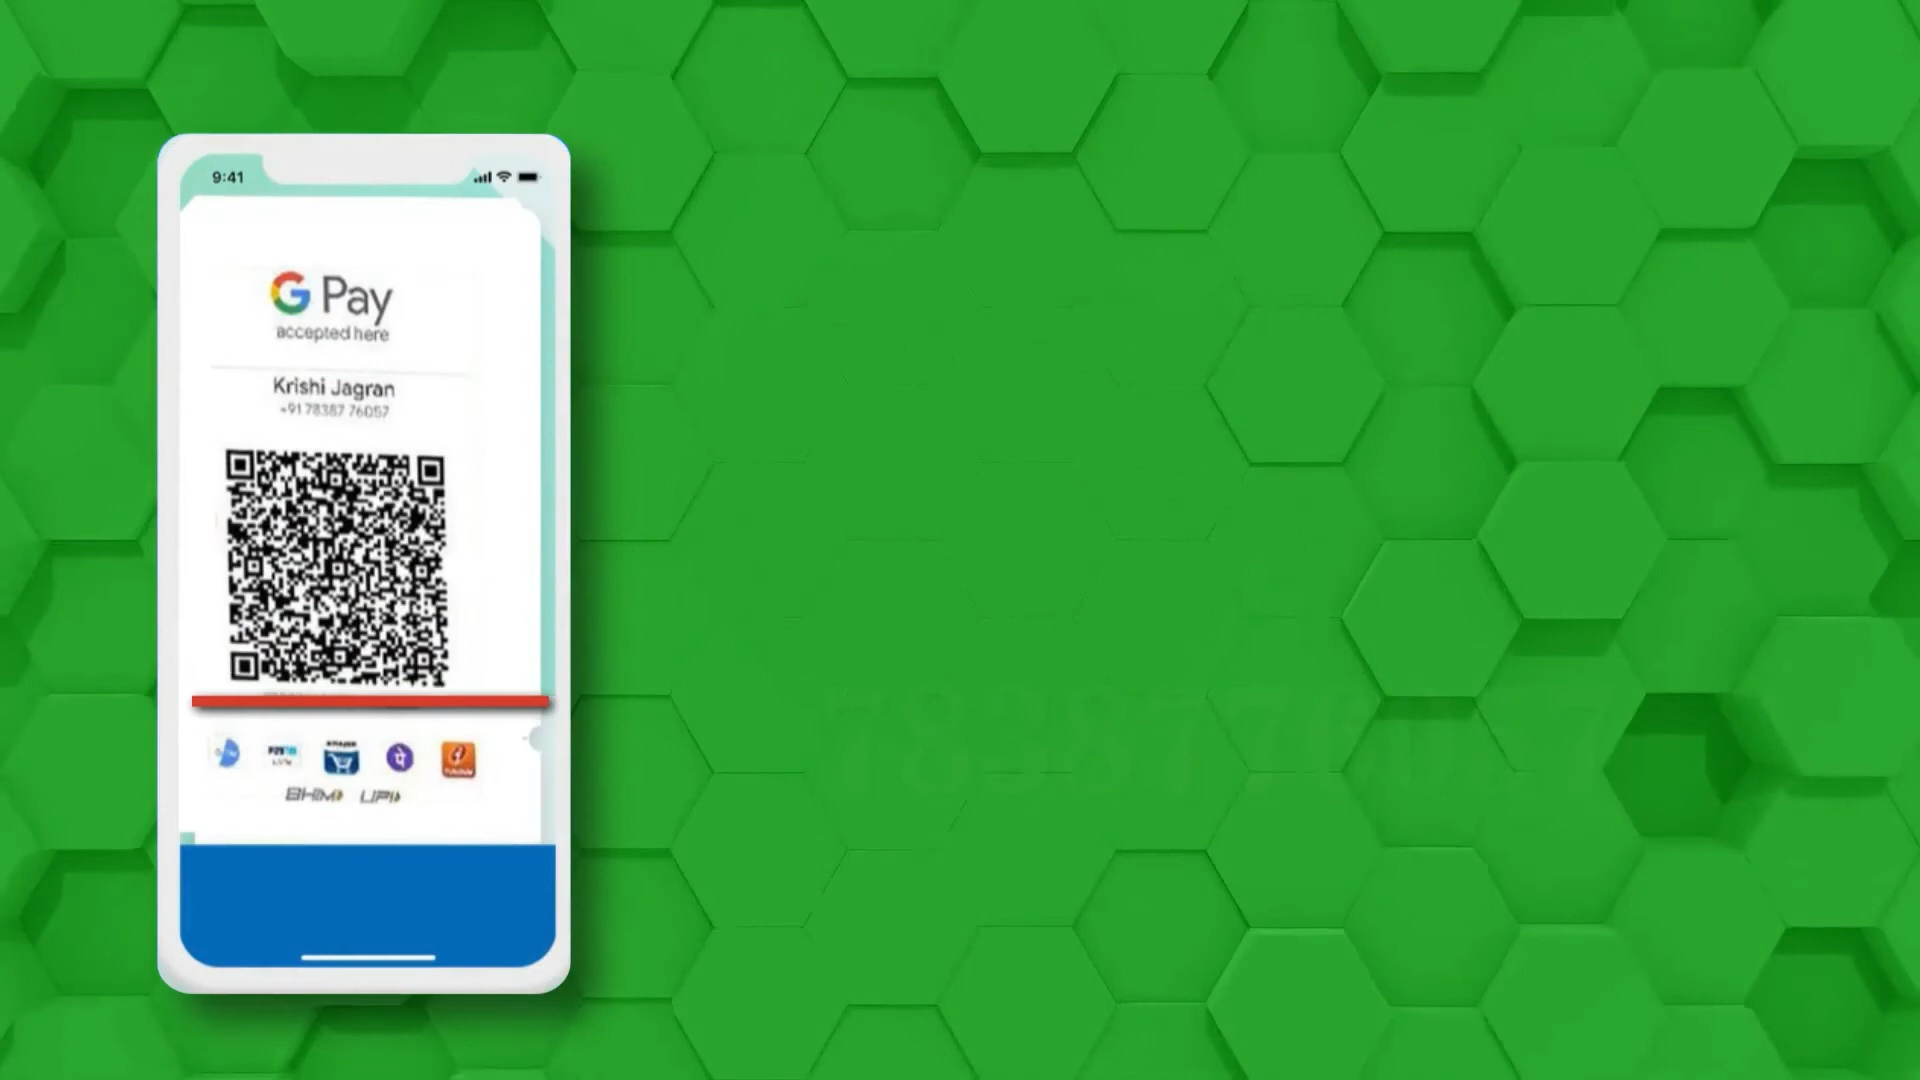 9:41
G Pay
accepted here
Krishi Jagran
+91 78387 76057
BHIM UPI